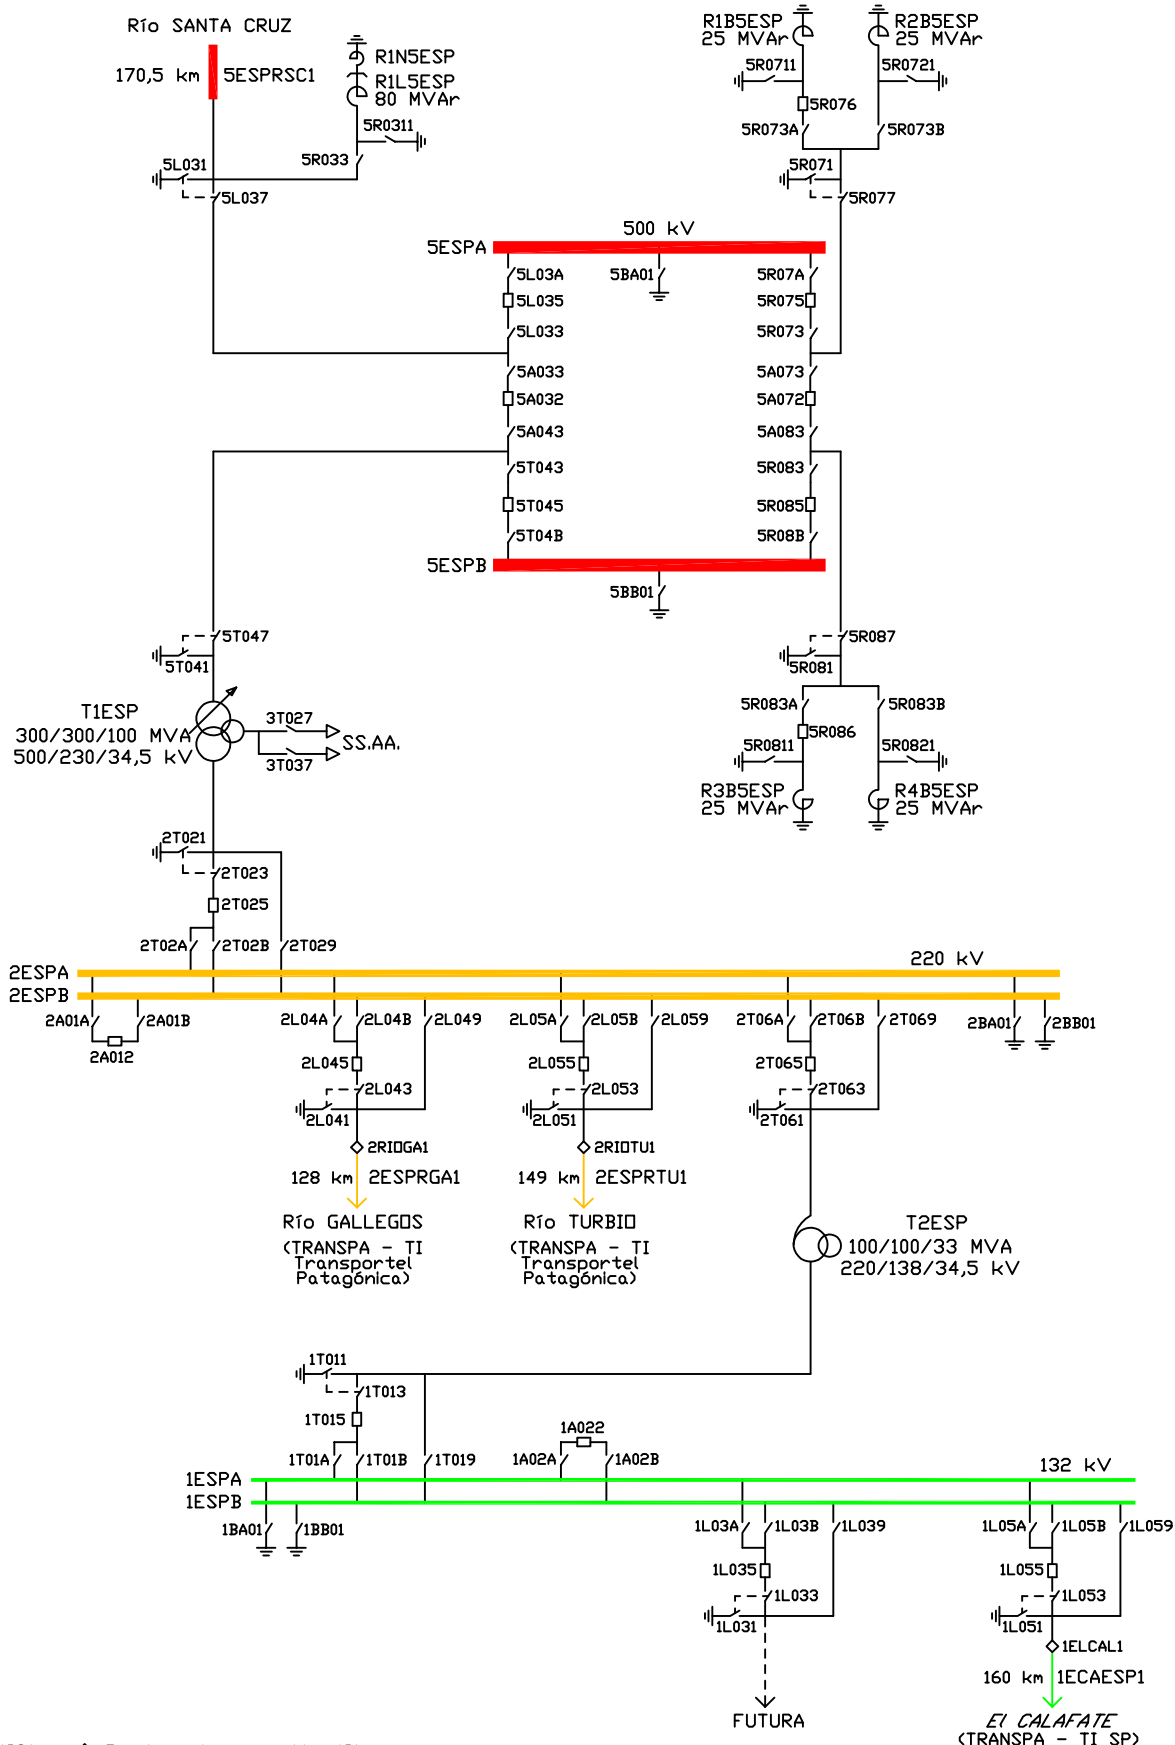 Río SANTA CRUZ
170,5 km
5ESPRSC1
R1N5ESP
R1L5ESP
80 MVAr
5R0311
5R033
5L031
5L037
R1B5ESP
25 MVAr
R2B5ESP
25 MVAr
5R0711
5R0721
5R076
5R073A
5R073B
5R071
5R077
500 kV
5ESPA
5L03A
5BA01
5R07A
5L035
5R075
5L033
5R073
5A033
5A073
5A032
5A072
5A043
5A083
5T043
5R083
5T045
5R085
5T04B
5R08B
5ESPB
5BB01
5T047
5T041
5R087
5R081
T1ESP
300/300/100 MVA
500/230/34,5 kV
3T027
SS.AA.
3T037
5R083A
5R083B
5R086
5R0811
5R0821
R3B5ESP
25 MVAr
R4B5ESP
25 MVAr
2T021
2T023
2T025
2T02A
2T02B
2T029
220 kV
2ESPA
2ESPB
2A01A
2A01B
2A012
2L04A
2L04B
2L049
2L05A
2L05B
2L059
2T06A
2T06B
2T069
2BA01
2BB01
2L045
2L055
2T065
2L043
2L053
2T063
2L041
2L051
2T061
2RIOGA1
2RIOTU1
128 km
2ESPRGA1
149 km
2ESPRTU1
Río GALLEGOS
(TRANSPA - TI
Transportel
Patagónica)
Río TURBIO
(TRANSPA - TI
Transportel
Patagónica)
T2ESP
100/100/33 MVA
220/138/34,5 kV
1T011
1T013
1T015
1T01A
1T01B
1T019
1A022
1A02A
1A02B
132 kV
1ESPA
1ESPB
1BA01
1BB01
1L03A
1L03B
1L039
1L05A
1L05B
1L059
1L035
1L055
1L033
1L053
1L031
1L051
1ELCAL1
160 km
1ECAESP1
FUTURA
El CALAFATE
(TRANSPA - TI SP)